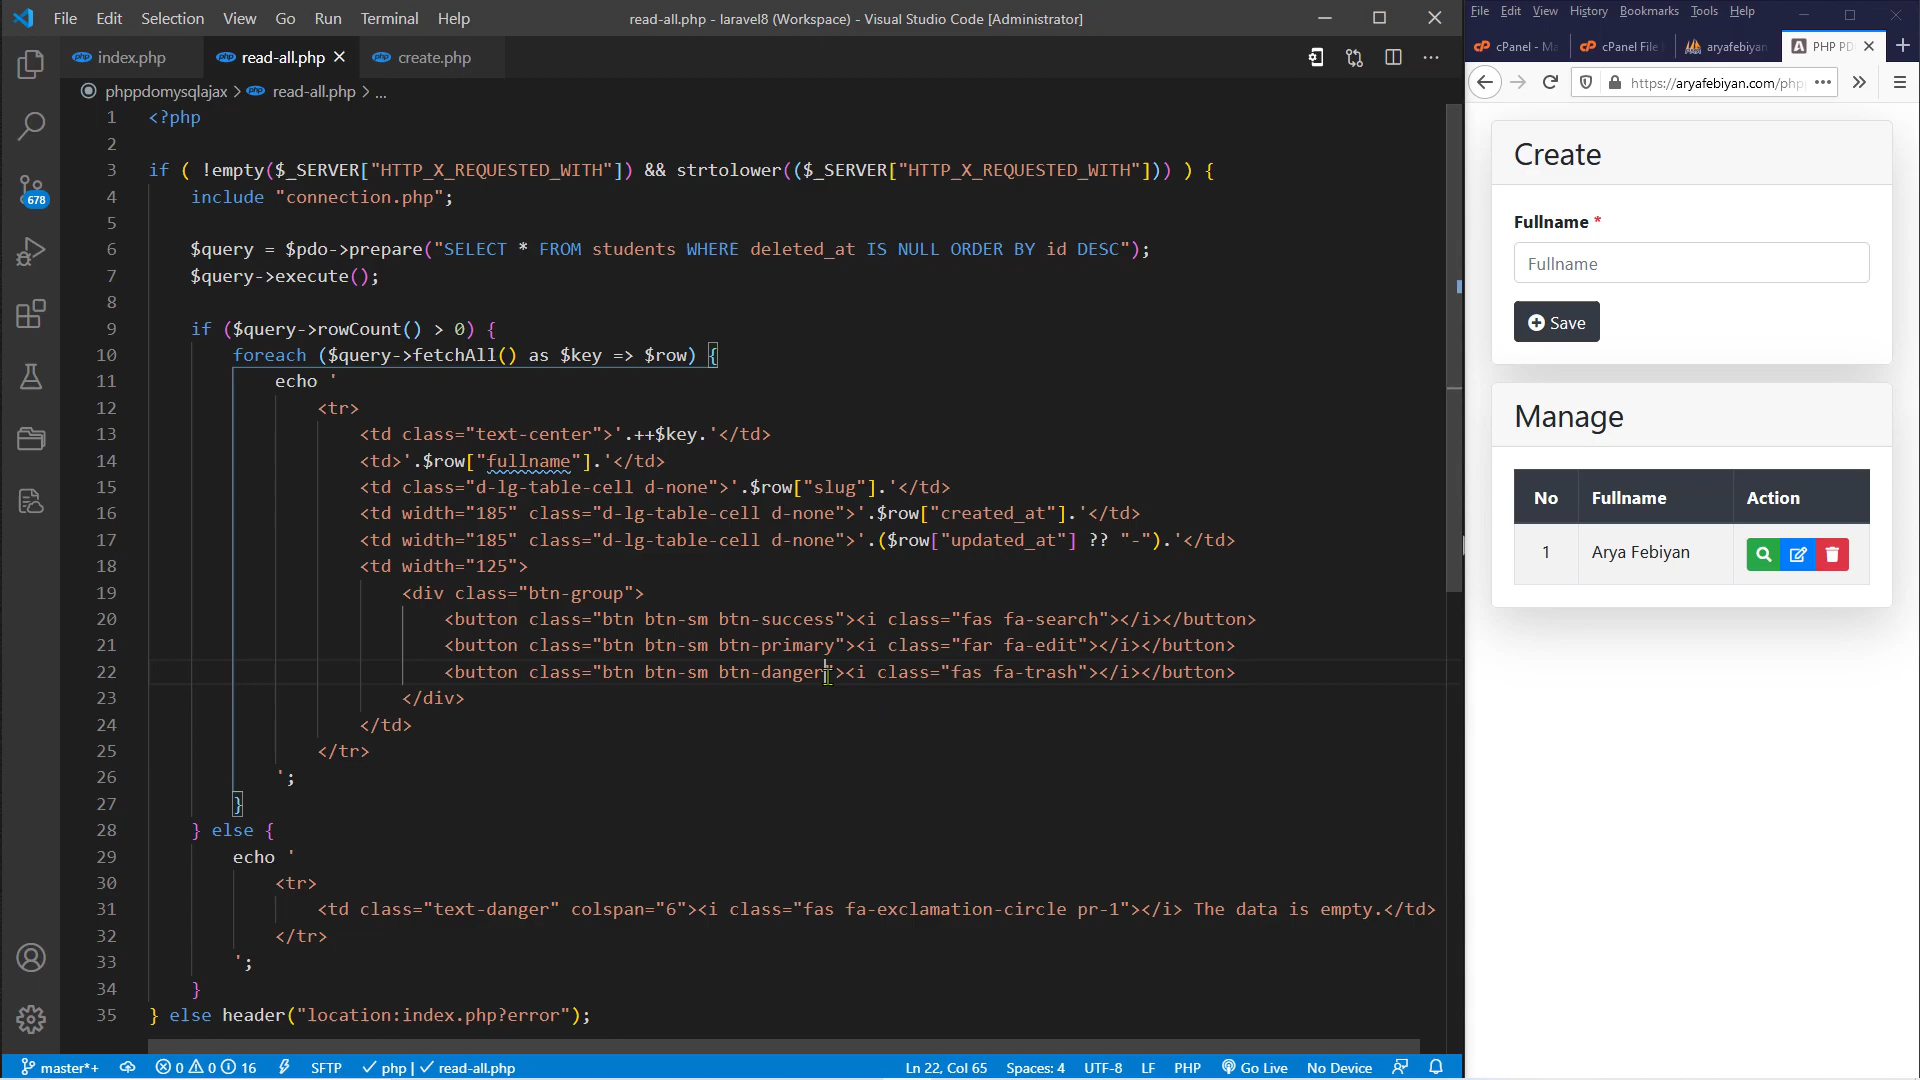 File Edit Selection View Go Run Terminal Help
read-all.php - laravel8 (Workspace) - Visual Studio Code [Administrator]
index.php read-all.php create.php
phppdomysqlajax > read-all.php > ...
1 <?php
2
3 if ( !empty($_SERVER["HTTP_X_REQUESTED_WITH"]) && strtolower(($_SERVER["HTTP_X_REQUESTED_WITH"])) ) {
4 include "connection.php";
5
6 $query = $pdo->prepare("SELECT * FROM students WHERE deleted_at IS NULL ORDER BY id DESC");
7 $query->execute();
8
9 if ($query->rowCount() > 0) {
10 foreach ($query->fetchAll() as $key => $row) {
11 echo '
12 <tr>
13 <td class="text-center">'.++$key.'</td>
14 <td>'.$row["fullname"].'</td>
15 <td class="d-lg-table-cell d-none">'.$row["slug"].'</td>
16 <td width="185" class="d-lg-table-cell d-none">'.$row["created_at"].'</td>
17 <td width="185" class="d-lg-table-cell d-none">'.($row["updated_at"] ?? "-").'</td>
18 <td width="125">
19 <div class="btn-group">
20 <button class="btn btn-sm btn-success"><i class="fas fa-search"></i></button>
21 <button class="btn btn-sm btn-primary"><i class="far fa-edit"></i></button>
22 <button class="btn btn-sm btn-danger"><i class="fas fa-trash"></i></button>
23 </div>
24 </td>
25 </tr>
26 ';
27 }
28 } else {
29 echo '
30 <tr>
31 <td class="text-danger" colspan="6"><i class="fas fa-exclamation-circle pr-1"></i> The data is empty.</td>
32 </tr>
33 ';
34 }
35 } else header("location:index.php?error");
678
master*+ 0 0 16 SFTP php | read-all.php Ln 22, Col 65 Spaces: 4 UTF-8 LF PHP Go Live No Device
File Edit View History Bookmarks Tools Help
cPanel - Ma cPanel File aryafebiyan PHP PD
https://aryafebiyan.com/php
Create
Fullname *
Fullname
Save
Manage
No Fullname Action
1 Arya Febiyan